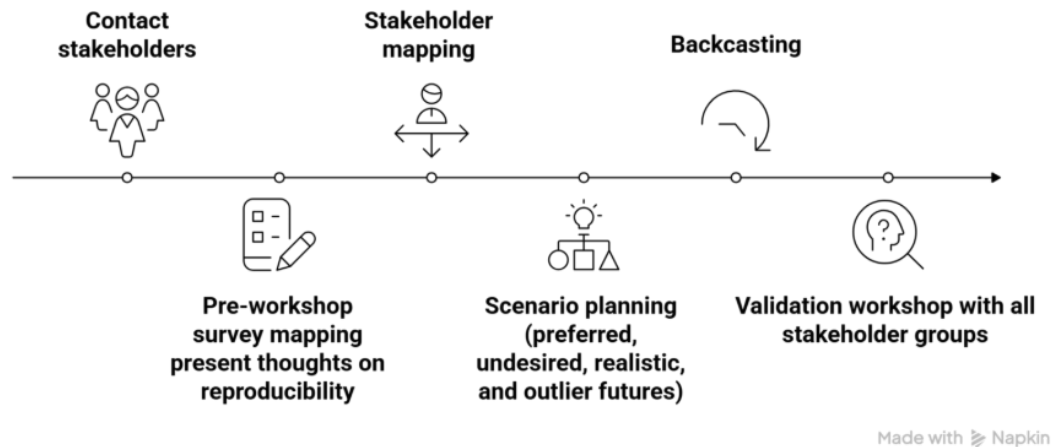 Contact
stakeholders
Stakeholder
mapping
Backcasting
Pre-workshop
survey mapping
present thoughts on
reproducibility
Scenario planning
(preferred,
undesired, realistic,
and outlier futures)
Validation workshop with all
stakeholder groups
Made with Napkin